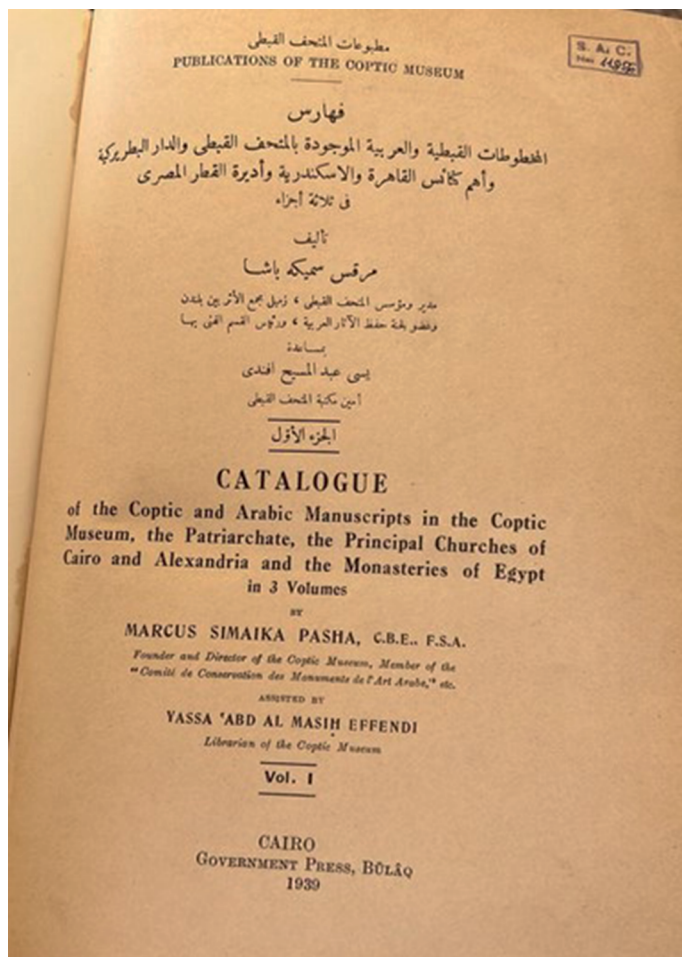 مطبوعات المتحف القبطى
PUBLICATIONS OF THE COPTIC MUSEUM
S. A. C.
فهارس
المخطوطات القبطية والعربية الموجودة بالمتحف القبطى والدار البطريركية
وأهم كنائس القاهرة والاسكندرية وأديرة القطر المصرى
فى ثلاثة أجزاء
تأليف
مرقس سميكه باشا
مدير ومؤسس المتحف القبطى ، زميل بمجمع الأثريين بلندن
وعضو لجنة حفظ الآثار العربية ، ورئيس القسم الفنى بها
بمساعدة
يسى عبد المسيح افندى
أمين مكتبة المتحف القبطى
الجزء الأول
CATALOGUE
of the Coptic and Arabic Manuscripts in the Coptic
Museum, the Patriarchate, the Principal Churches of
Cairo and Alexandria and the Monasteries of Egypt
in 3 Volumes
BY
MARCUS SIMAIKA PASHA, C.B.E., F.S.A.
Founder and Director of the Coptic Museum, Member of the
"Comité de Conservation des Monuments de l'Art Arabe," etc.
ASSISTED BY
YASSA 'ABD AL MASIḤ EFFENDI
Librarian of the Coptic Museum
Vol. I
CAIRO
GOVERNMENT PRESS, BÛLÂQ
1939